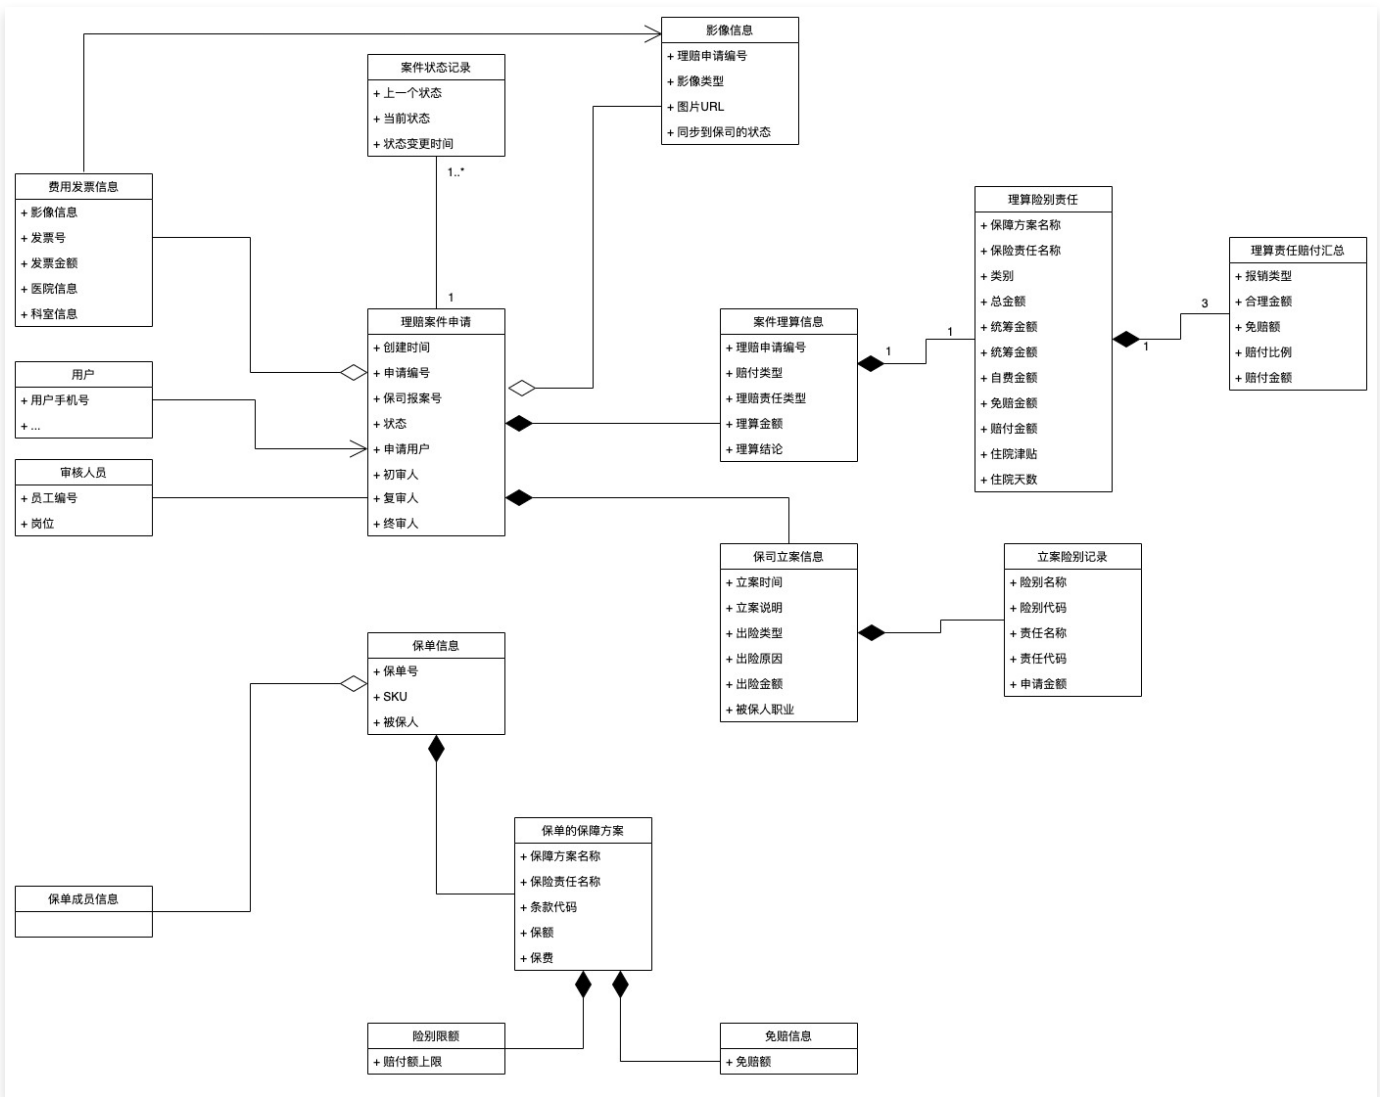 影像信息
+ 理赔申请编号
+ 影像类型
+ 图片URL
+ 同步到保司的状态
案件状态记录
+ 上一个状态
+ 当前状态
+ 状态变更时间
1..*
1
费用发票信息
+ 影像信息
+ 发票号
+ 发票金额
+ 医院信息
+ 科室信息
用户
+ 用户手机号
+ ...
审核人员
+ 员工编号
+ 岗位
理赔案件申请
+ 创建时间
+ 申请编号
+ 保司报案号
+ 状态
+ 申请用户
+ 初审人
+ 复审人
+ 终审人
案件理算信息
+ 理赔申请编号
+ 赔付类型
+ 理赔责任类型
+ 理算金额
+ 理算结论
1
1
理算险别责任
+ 保障方案名称
+ 保险责任名称
+ 类别
+ 总金额
+ 统筹金额
+ 统筹金额
+ 自费金额
+ 免赔金额
+ 赔付金额
+ 住院津贴
+ 住院天数
1
3
理算责任赔付汇总
+ 报销类型
+ 合理金额
+ 免赔额
+ 赔付比例
+ 赔付金额
保司立案信息
+ 立案时间
+ 立案说明
+ 出险类型
+ 出险原因
+ 出险金额
+ 被保人职业
立案险别记录
+ 险别名称
+ 险别代码
+ 责任名称
+ 责任代码
+ 申请金额
保单信息
+ 保单号
+ SKU
+ 被保人
保单成员信息
保单的保障方案
+ 保障方案名称
+ 保险责任名称
+ 条款代码
+ 保额
+ 保费
险别限额
+ 赔付额上限
免赔信息
+ 免赔额